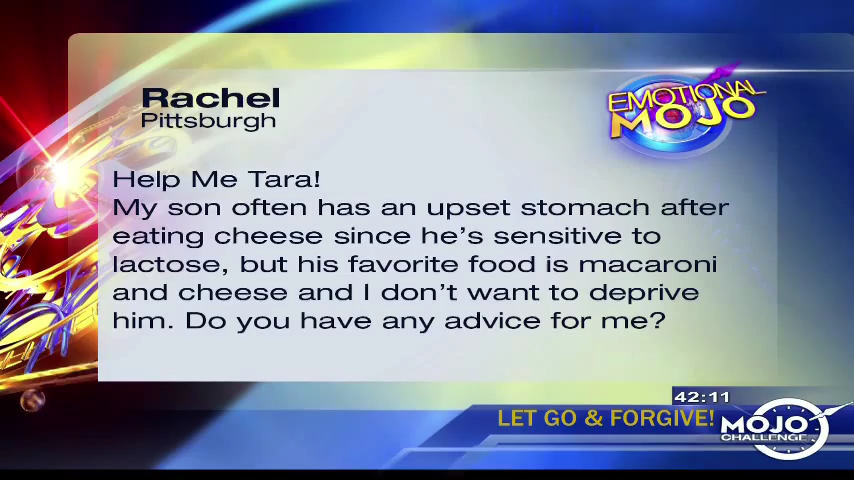 Rachel
Pittsburgh
EMOTIONAL
MOJO
Help Me Tara!
My son often has an upset stomach after
eating cheese since he's sensitive to
lactose, but his favorite food is macaroni
and cheese and I don't want to deprive
him. Do you have any advice for me?
42:11
LET GO & FORGIVE!
MOJO
CHALLENGE